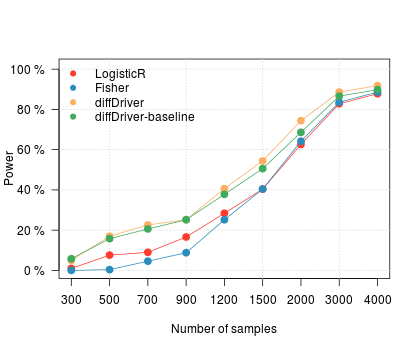 100 %
80 %
60 %
40 %
20 %
0 %
Power
LogisticR
Fisher
diffDriver
diffDriver-baseline
300 500 700 900 1200 1500 2000 3000 4000
Number of samples